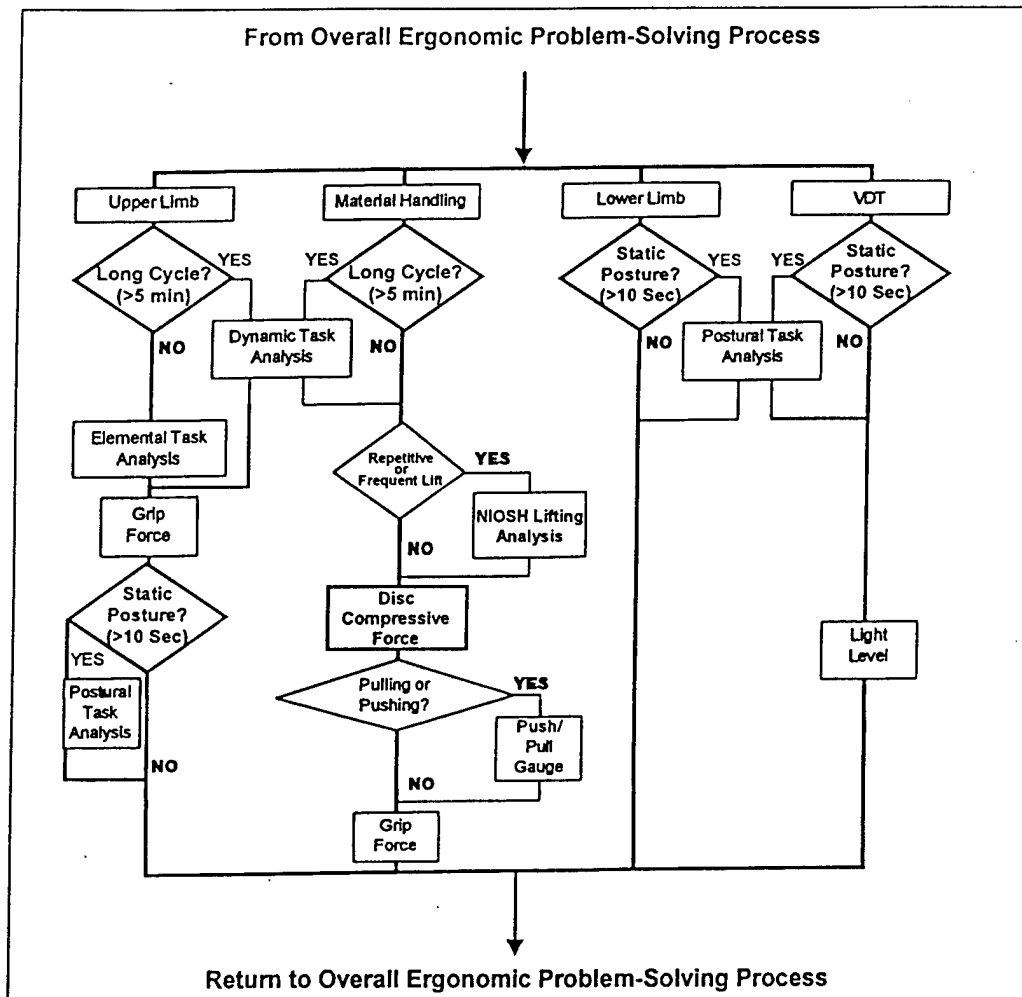 From Overall Ergonomic Problem-Solving Process
Upper Limb
Material Handling
Lower Limb
VDT
Long Cycle?
(>5 min)
YES
NO
YES
Long Cycle?
(>5 min)
NO
Static
Posture?
(>10 Sec)
YES
NO
YES
Static
Posture?
(>10 Sec)
NO
Dynamic Task
Analysis
Postural Task
Analysis
Elemental Task
Analysis
Repetitive
or
Frequent Lift
YES
NO
NIOSH Lifting
Analysis
Grip
Force
Static
Posture?
(>10 Sec)
YES
Postural
Task
Analysis
NO
Disc
Compressive
Force
Light
Level
Pulling or
Pushing?
YES
NO
Push/
Pull
Gauge
Grip
Force
Return to Overall Ergonomic Problem-Solving Process